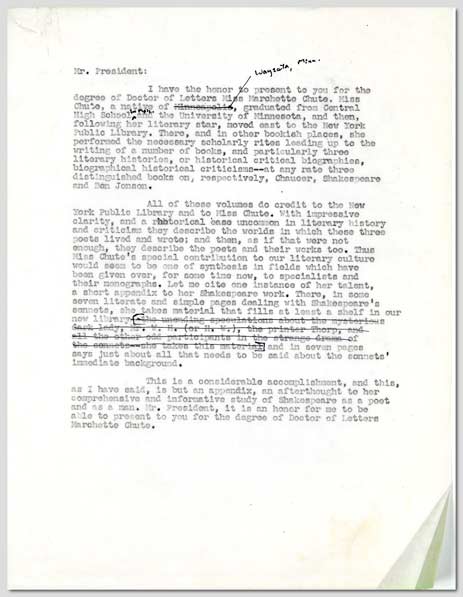 Wayzata, Minn.
Mr. President:
I have the honor to present to you for the
degree of Doctor of Letters Miss Marchette Chute. Miss
Chute, a native of Minneapolis, graduated from Central
High School and the University of Minnesota, and then,
following her literary star, moved east to the New York
Public Library. There, and in other bookish places, she
performed the necessary scholarly rites leading up to the
writing of a number of books, and particularly three
literary histories, or historical critical biographies,
biographical historical criticisms--at any rate three
distinguished books on, respectively, Chaucer, Shakespeare
and Ben Jonson.
All of these volumes do credit to the New
York Public Library and to Miss Chute. With impressive
clarity, and a rhetorical ease uncommon in literary history
and criticism they describe the worlds in which these three
poets lived and wrote; and then, as if that were not
enough, they describe the poets and their works too. Thus
Miss Chute's special contribution to our literary culture
would seem to be one of synthesis in fields which have
been given over, for some time now, to specialists and
their monographs. Let me cite one instance of her talent,
a short appendix to her Shakespeare work. There, in some
seven literate and simple pages dealing with Shakespeare's
sonnets, she takes material that fills at least a shelf in our
new library (the unending speculations about the mysterious
dark lady, Mr. W. H. (or H. W.), the printer Thorp, and
all the other odd participants in the strange drama of
the sonnets--she takes this material and in seven pages
says just about all that needs to be said about the sonnets'
immediate background.
This is a considerable accomplishment, and this,
as I have said, is but an appendix, an afterthought to her
comprehensive and informative study of Shakespeare as a poet
and as a man. Mr. President, it is an honor for me to be
able to present to you for the degree of Doctor of Letters
Marchette Chute.